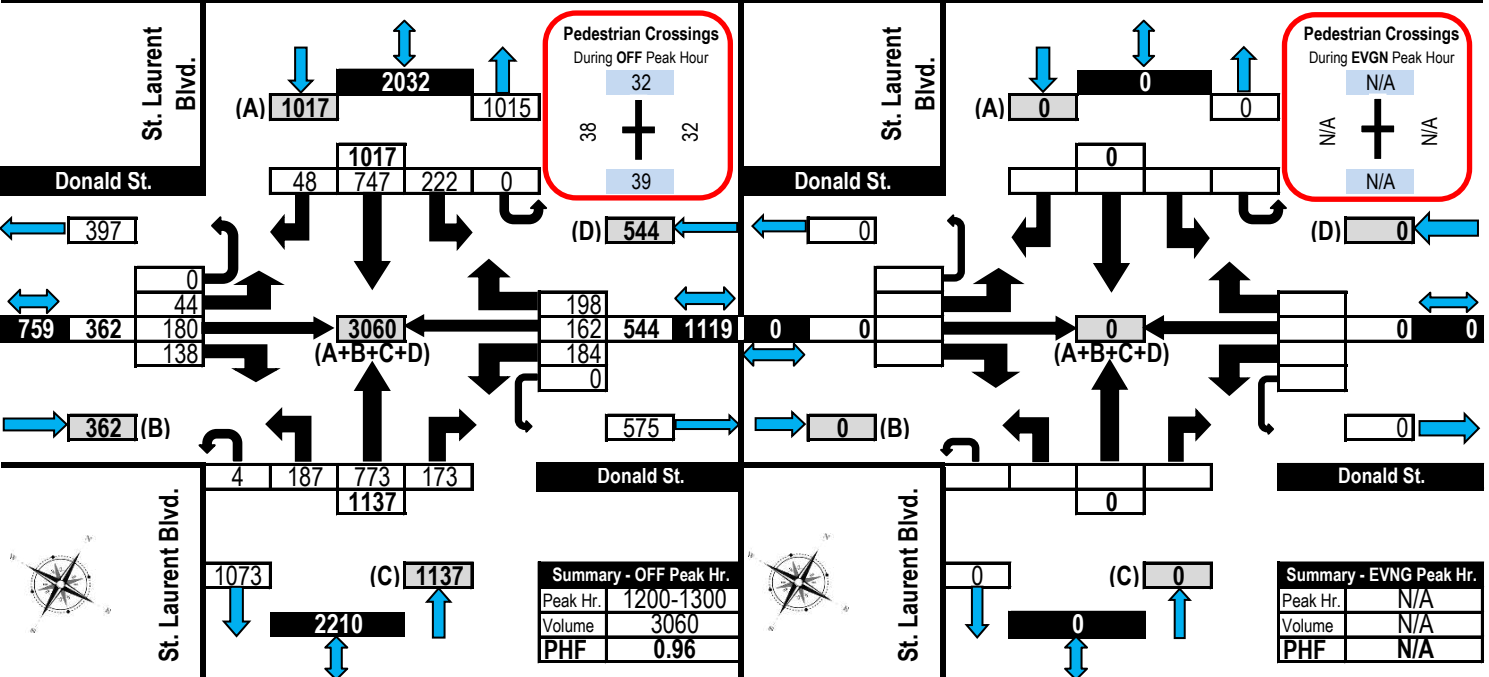 St. Laurent
Blvd.
2032
(A) 1017
1015
Pedestrian Crossings
During OFF Peak Hour
32
38
32
39
1017
48 747 222 0
Donald St.
397
(D) 544
0
44
759 362 180
138
3060
(A+B+C+D)
198
162 544 1119
184
0
362 (B)
575
4 187 773 173
1137
Donald St.
St. Laurent Blvd.
1073
(C) 1137
2210
Summary - OFF Peak Hr.
Peak Hr. 1200-1300
Volume 3060
PHF 0.96
St. Laurent
Blvd.
0
(A) 0
0
Pedestrian Crossings
During EVGN Peak Hour
N/A
N/A
N/A
N/A
0
Donald St.
0
(D) 0
0 0
0
(A+B+C+D)
0 0
0 (B)
0
0
Donald St.
St. Laurent Blvd.
0
(C) 0
0
Summary - EVNG Peak Hr.
Peak Hr. N/A
Volume N/A
PHF N/A